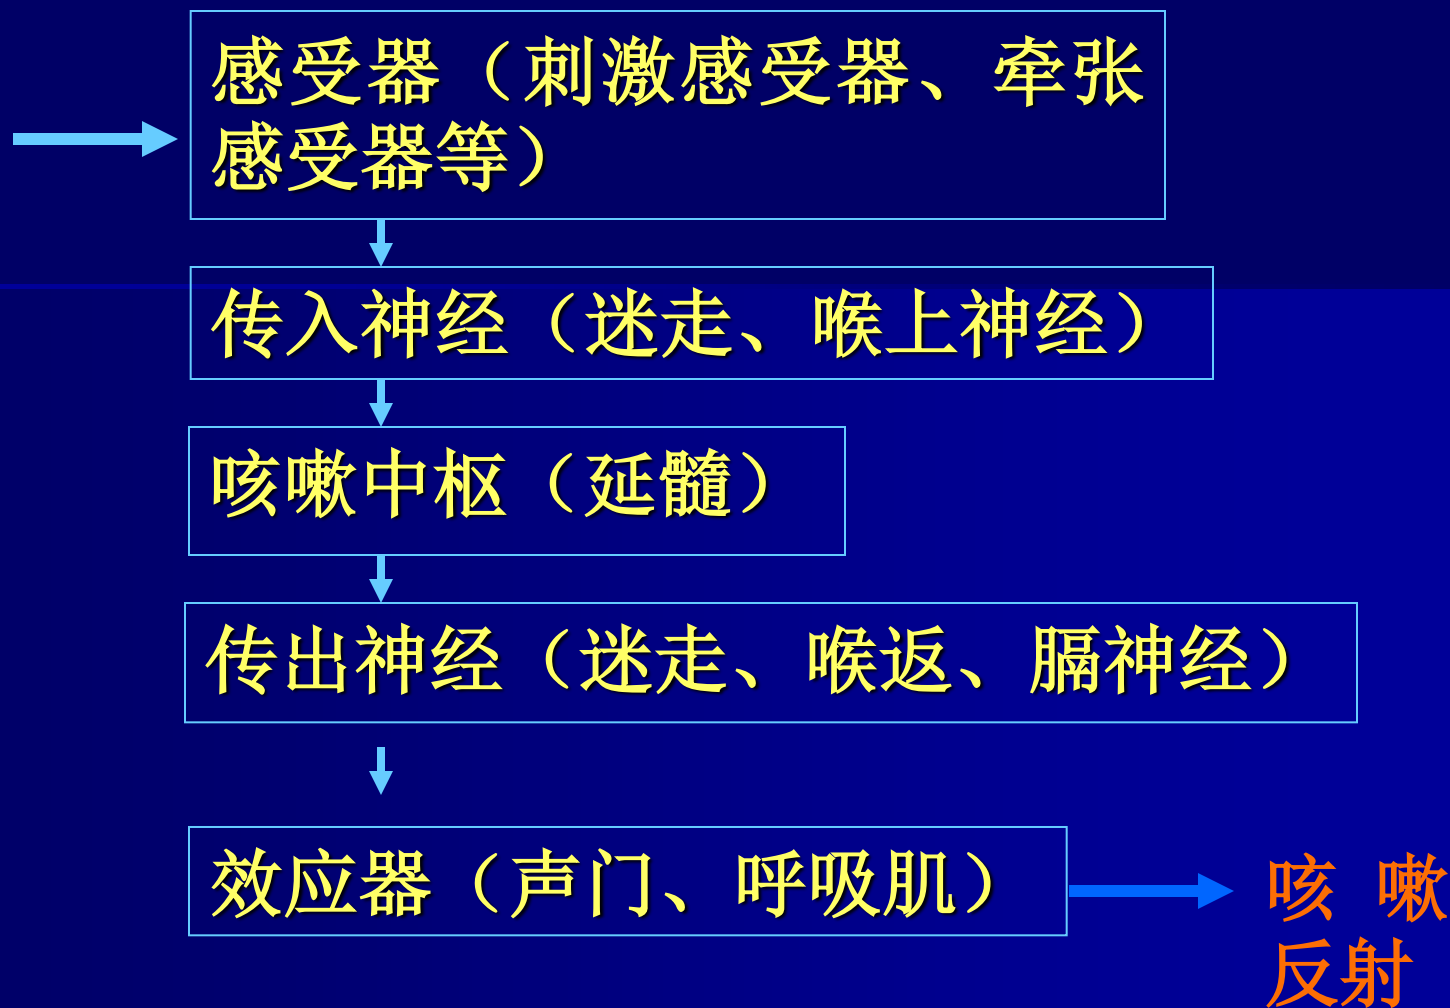 感受器（刺激感受器、牵张
感受器等）
传入神经（迷走、喉上神经）
咳嗽中枢（延髓）
传出神经（迷走、喉返、膈神经）
效应器（声门、呼吸肌）
咳 嗽
反射